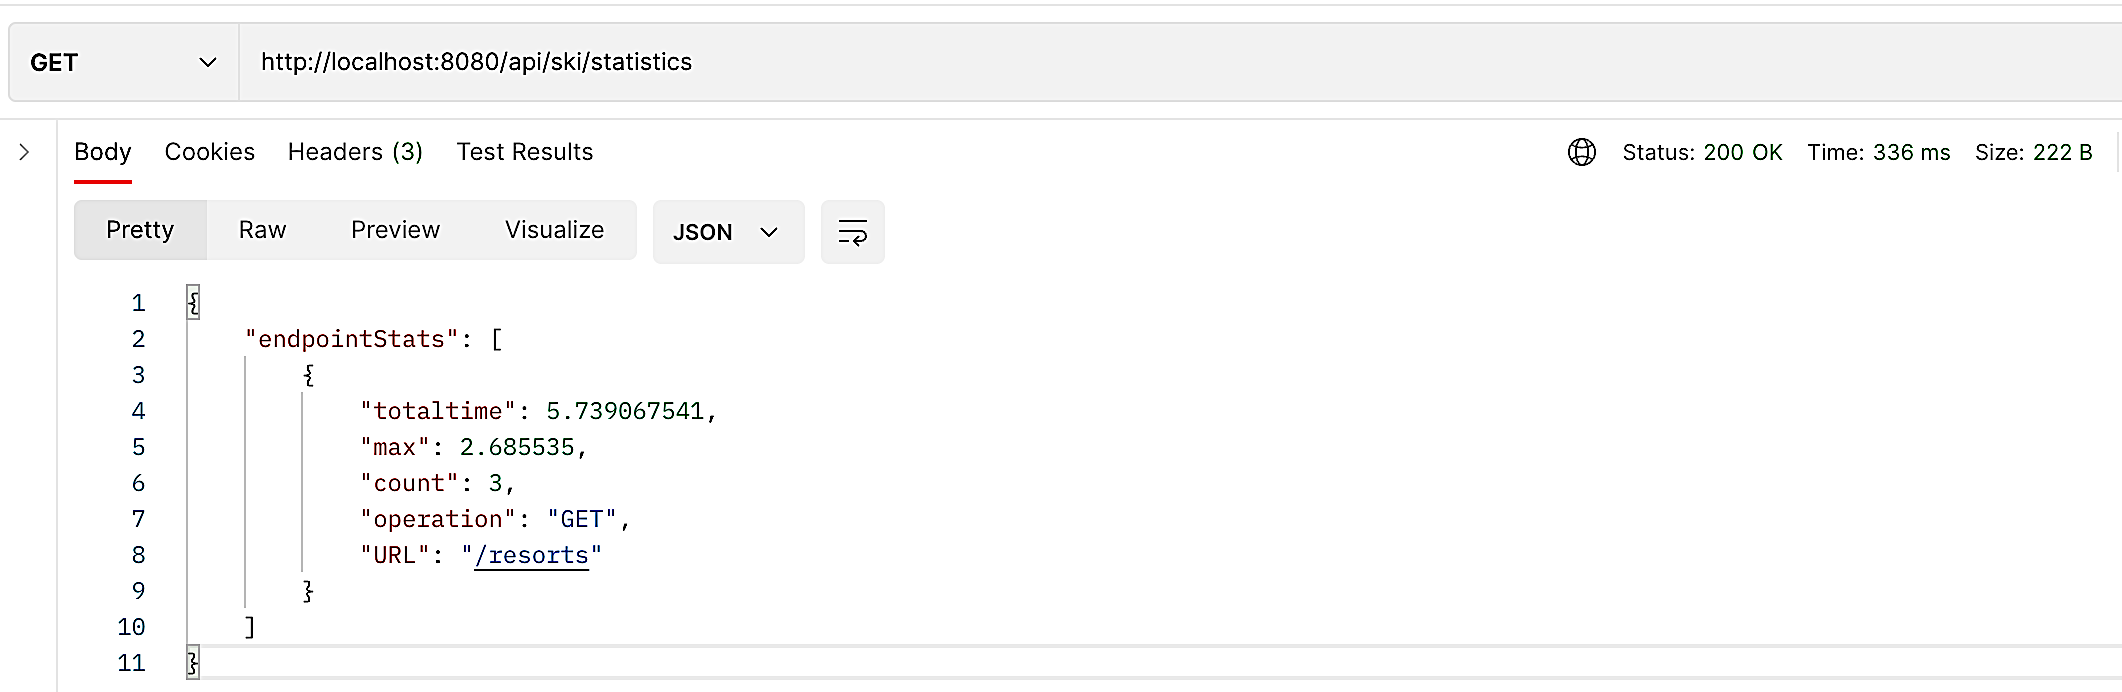 GET http://localhost:8080/api/ski/statistics
Body Cookies Headers (3) Test Results Status: 200 OK Time: 336 ms Size: 222 B
Pretty Raw Preview Visualize JSON
1 {
2 "endpointStats": [
3 {
4 "totaltime": 5.739067541,
5 "max": 2.685535,
6 "count": 3,
7 "operation": "GET",
8 "URL": "/resorts"
9 }
10 ]
11 }